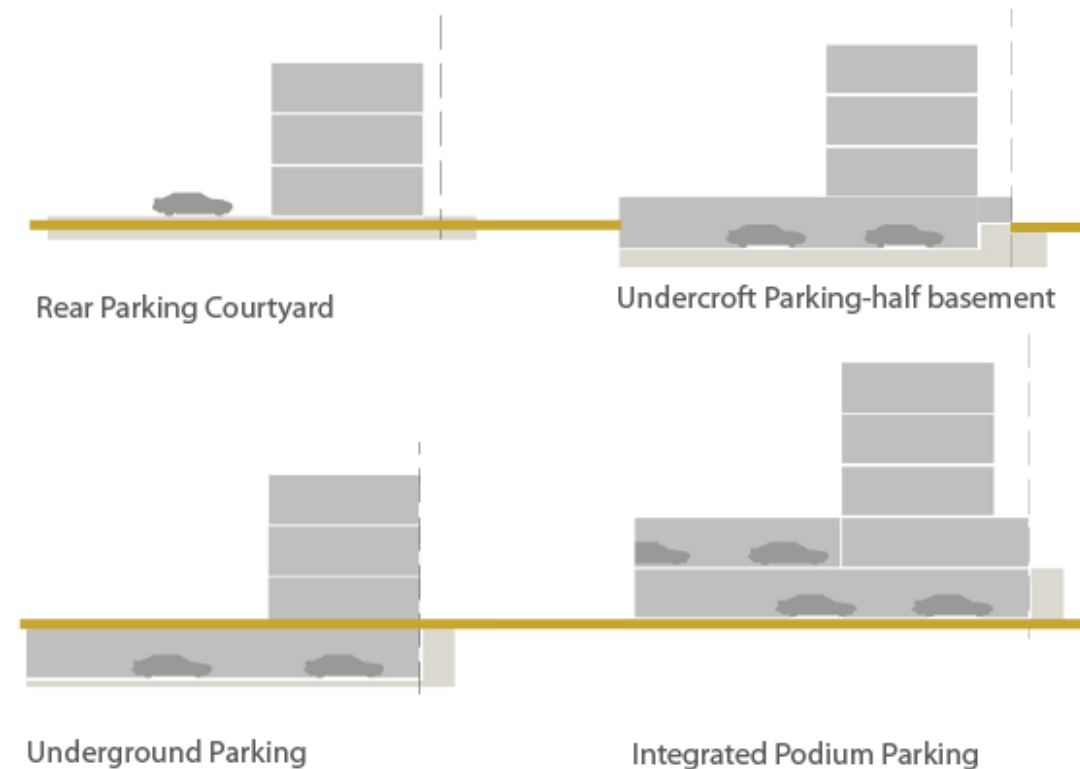 Rear Parking Courtyard
Undercroft Parking-half basement
Underground Parking
Integrated Podium Parking